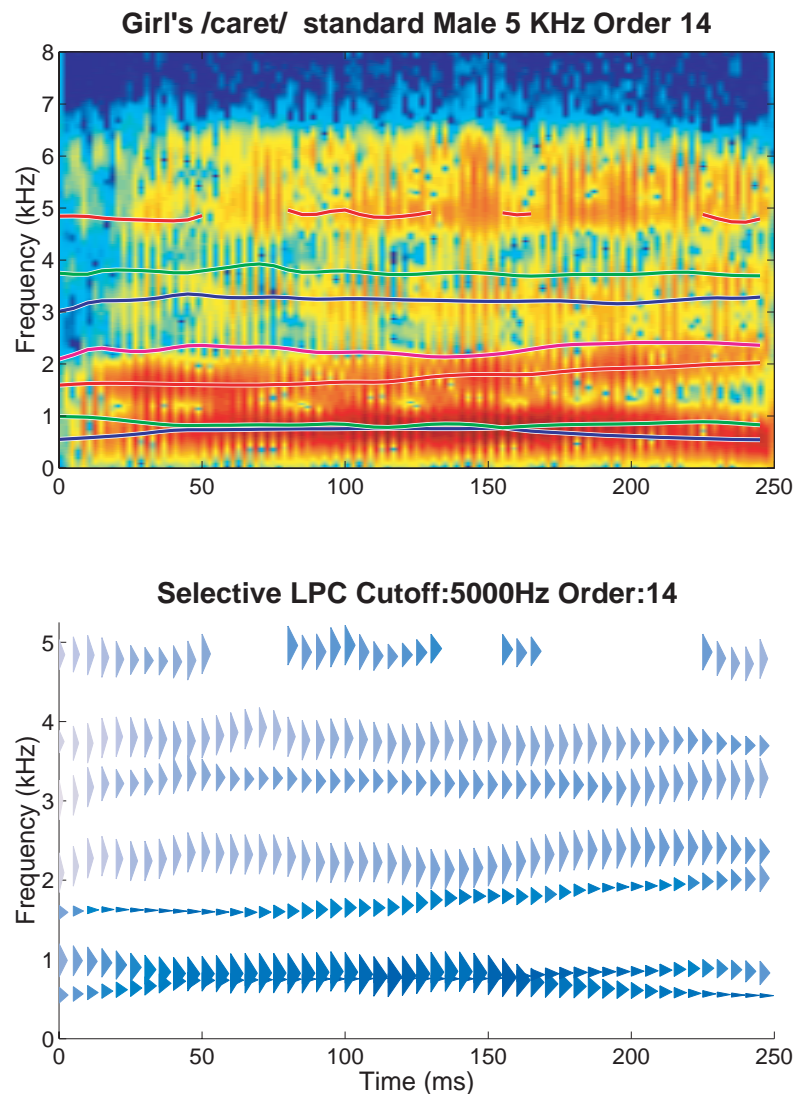 Girl's /caret/ standard Male 5 KHz Order 14
8
7
6
5
4
3
2
1
0
Frequency (kHz)
0 50 100 150 200 250
Selective LPC Cutoff:5000Hz Order:14
5
4
3
2
1
0
Frequency (kHz)
0 50 100 150 200 250
Time (ms)